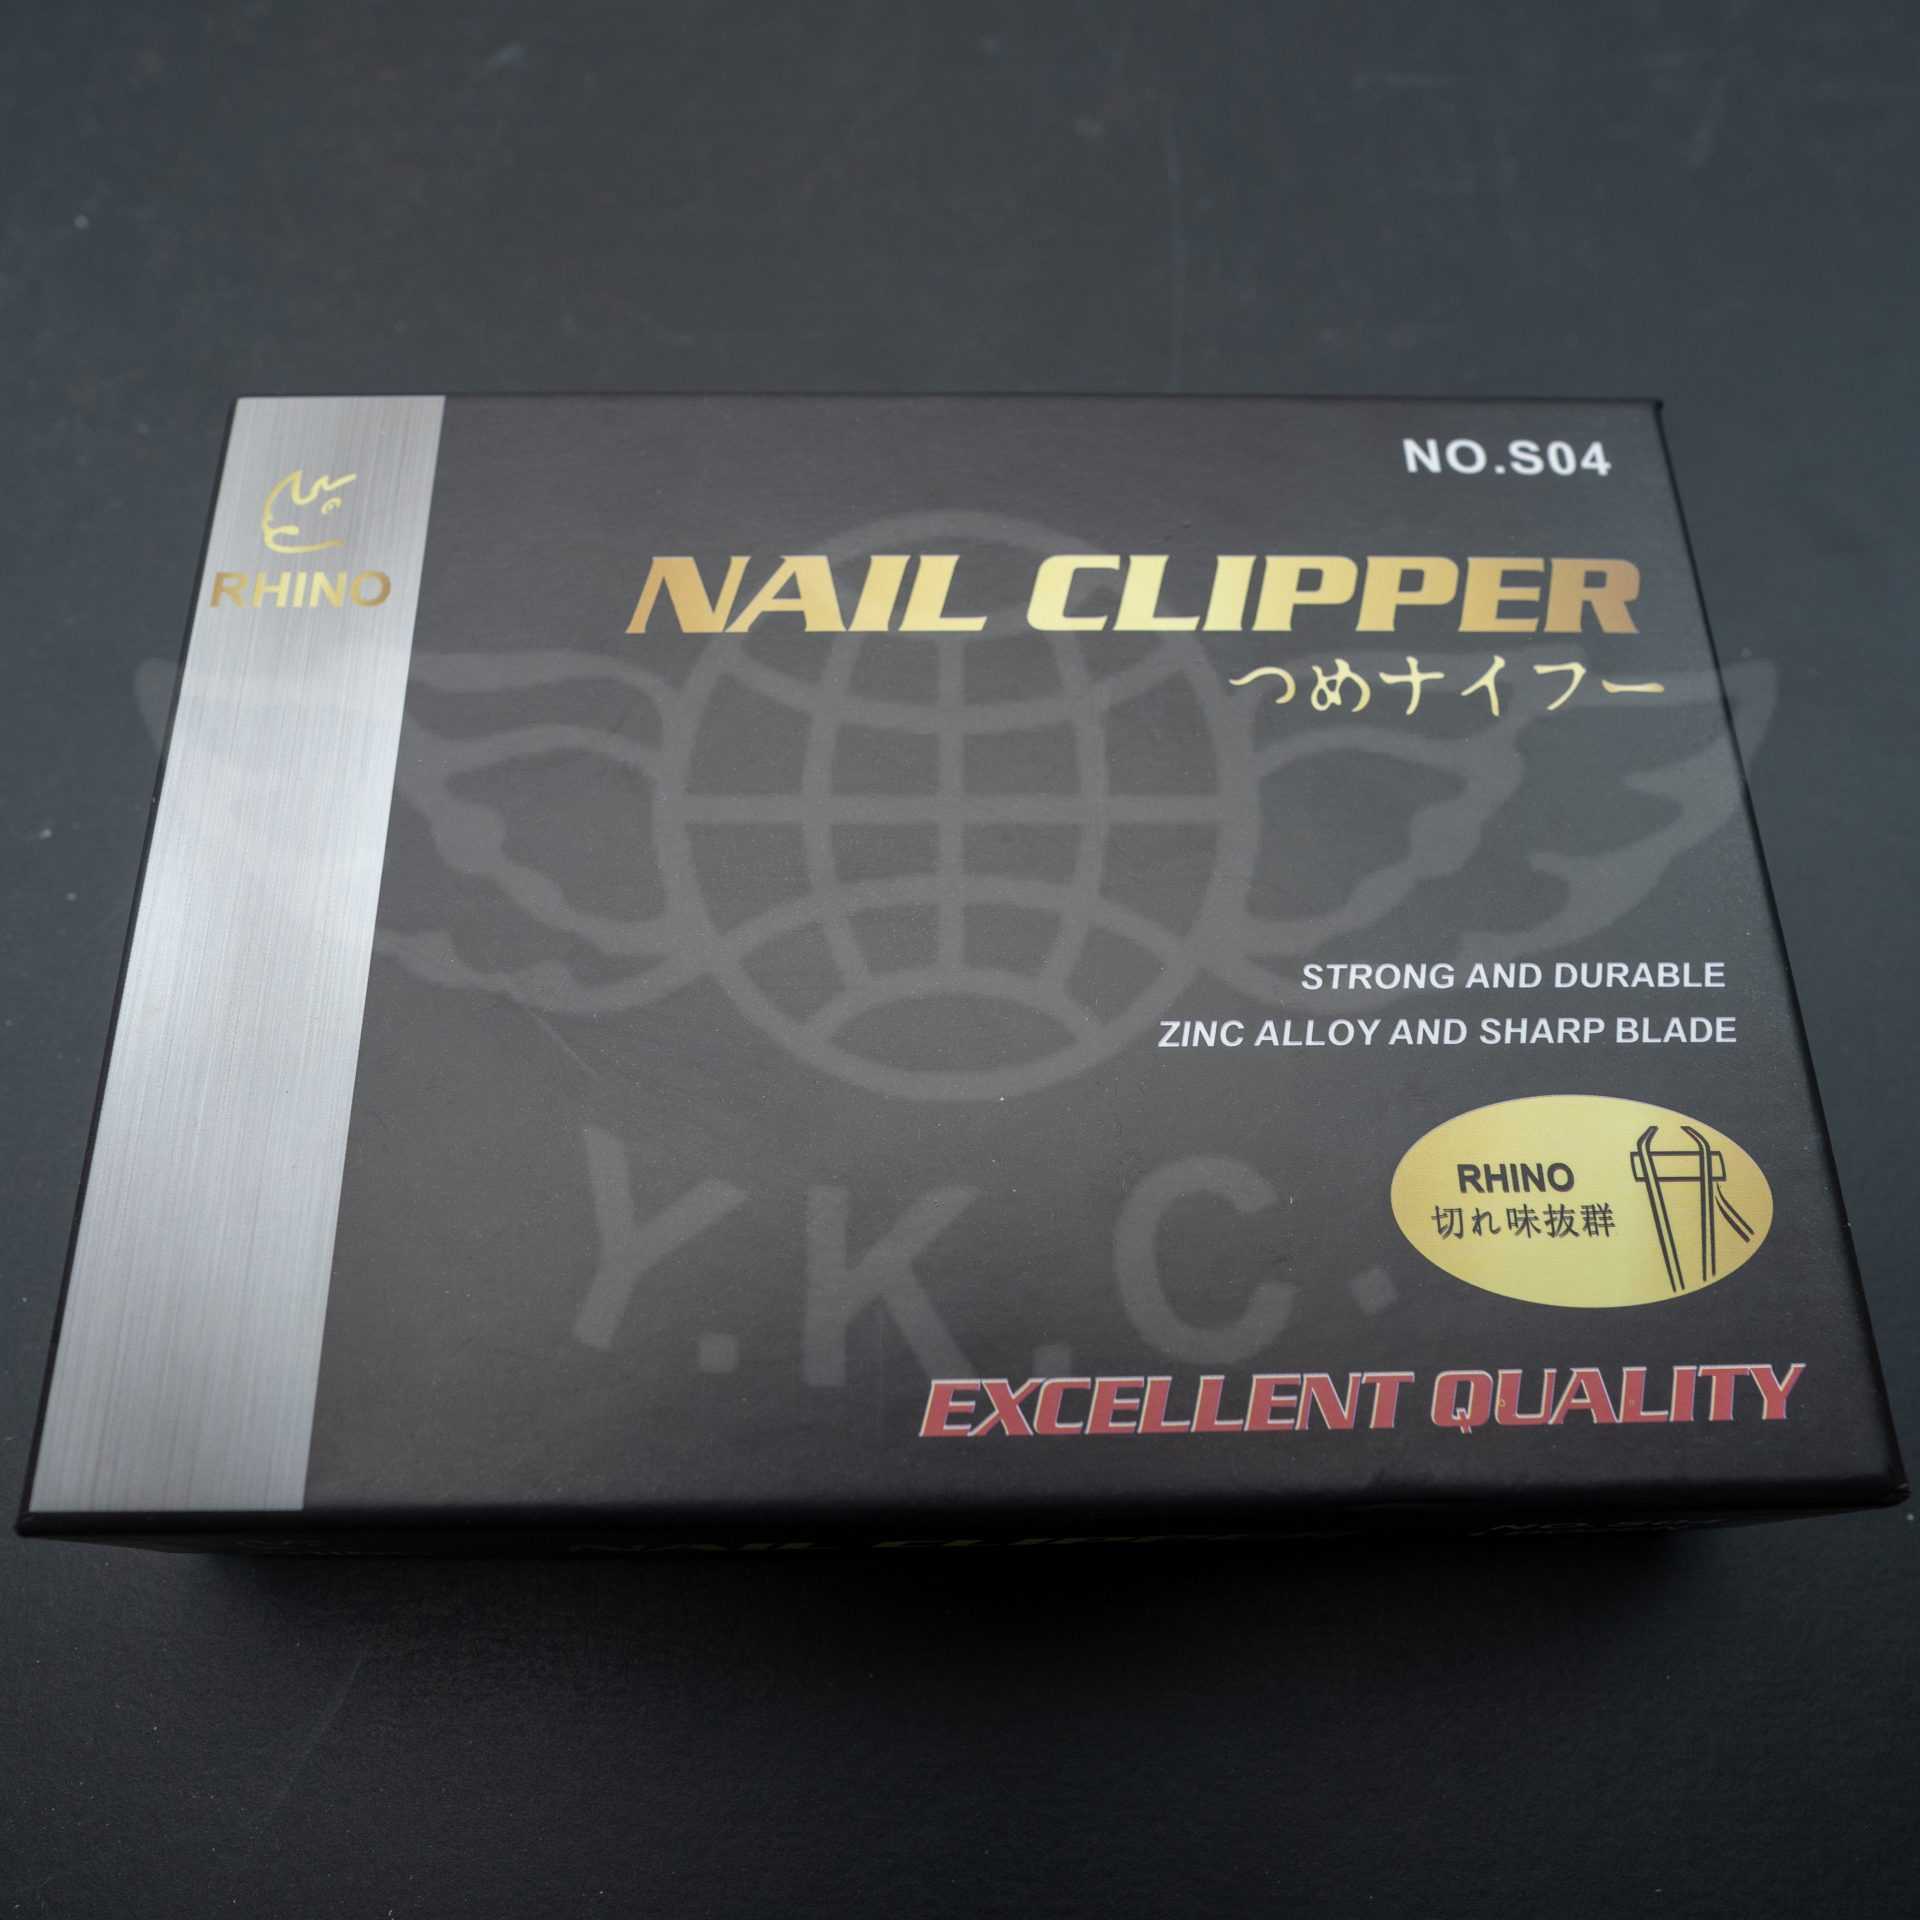 NO.S04
RHINO
NAIL CLIPPER
つめナイフー
STRONG AND DURABLE
ZINC ALLOY AND SHARP BLADE
RHINO
切れ味抜群
Y.K.C.
EXCELLENT QUALITY